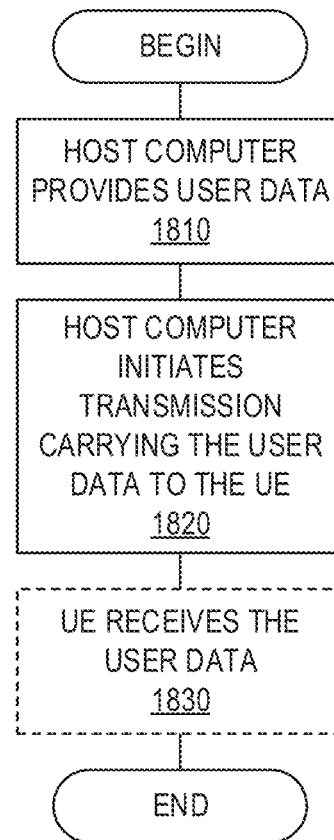 BEGIN
HOST COMPUTER
PROVIDES USER DATA
1810
HOST COMPUTER
INITIATES
TRANSMISSION
CARRYING THE USER
DATA TO THE UE
1820
UE RECEIVES THE
USER DATA
1830
END